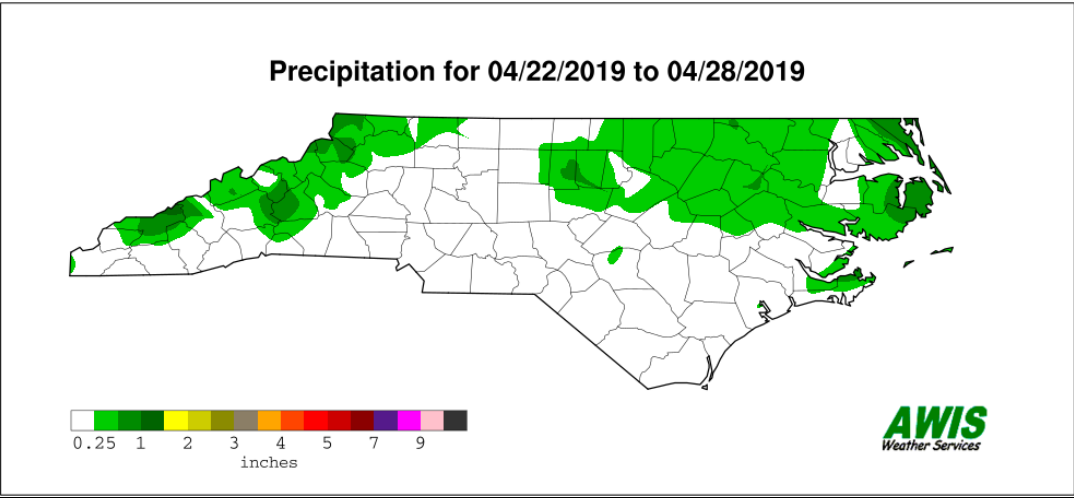 Precipitation for 04/22/2019 to 04/28/2019
0.25 1 2 3 4 5 7 9
inches
AWIS
Weather Services